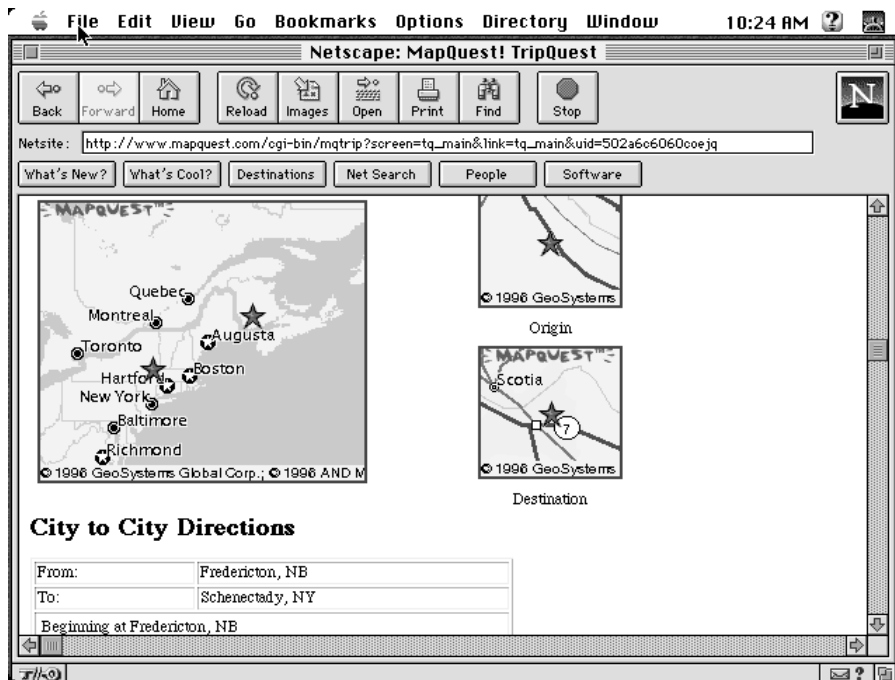 File Edit View Go Bookmarks Options Directory Window 10:24 AM
Netscape: MapQuest! TripQuest
Back Forward Home Reload Images Open Print Find Stop
N
Netsite: http://www.mapquest.com/cgi-bin/mqtrip?screen=tq_main&link=tq_main&uid=502a6c6060coejq
What's New? What's Cool? Destinations Net Search People Software
MAPQUEST™
Quebec
Montreal
Augusta
Toronto
Boston
Hartford
New York
Baltimore
Richmond
© 1996 GeoSystems Global Corp.; © 1996 AND M
© 1996 GeoSystems
Origin
MAPQUEST™
Scotia
7
© 1996 GeoSystems
Destination
City to City Directions
From: Fredericton, NB
To: Schenectady, NY
Beginning at Fredericton, NB